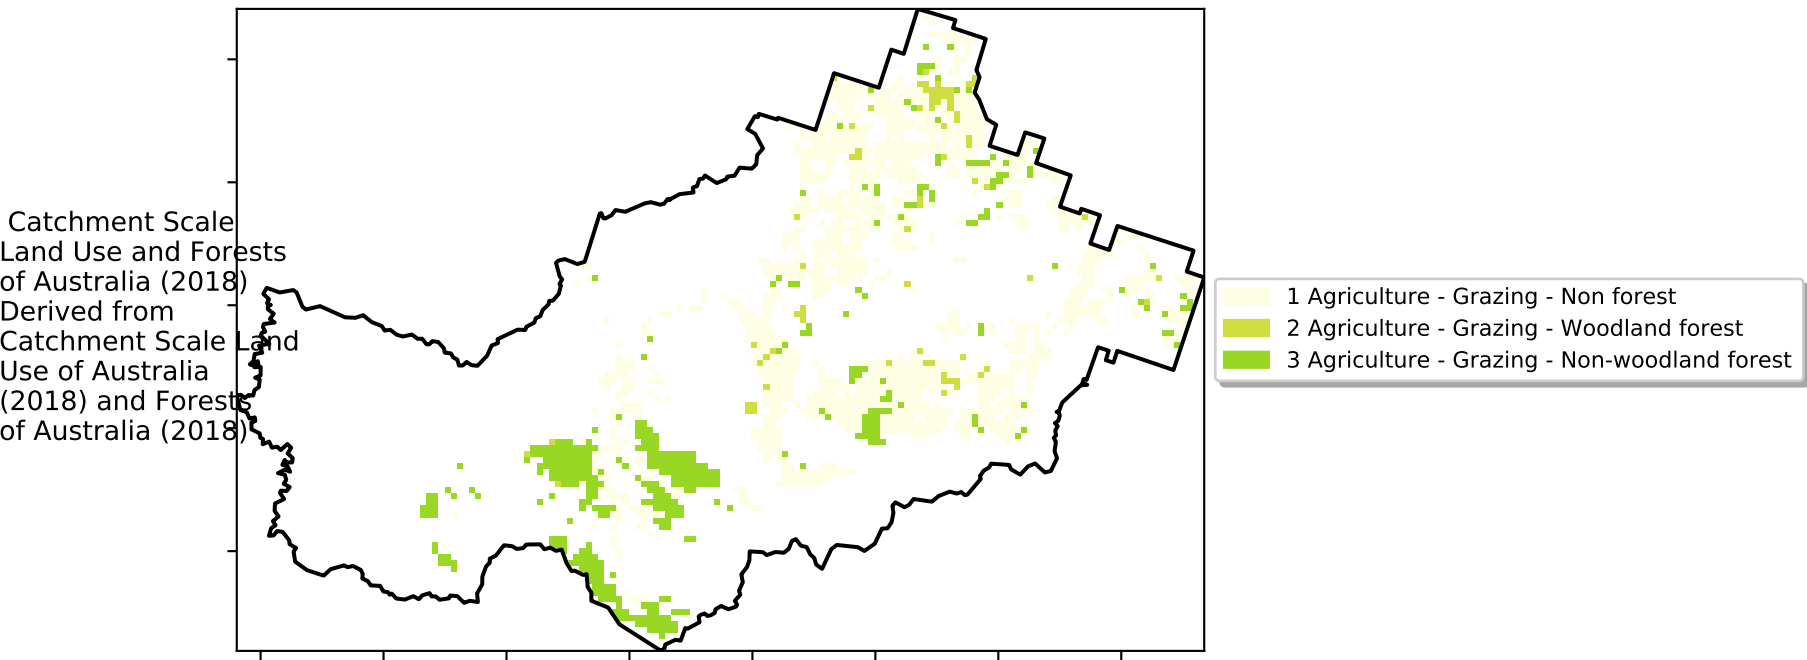 Catchment Scale
Land Use and Forests
of Australia (2018)
Derived from
Catchment Scale Land
Use of Australia
(2018) and Forests
of Australia (2018)
1 Agriculture - Grazing - Non forest
2 Agriculture - Grazing - Woodland forest
3 Agriculture - Grazing - Non-woodland forest